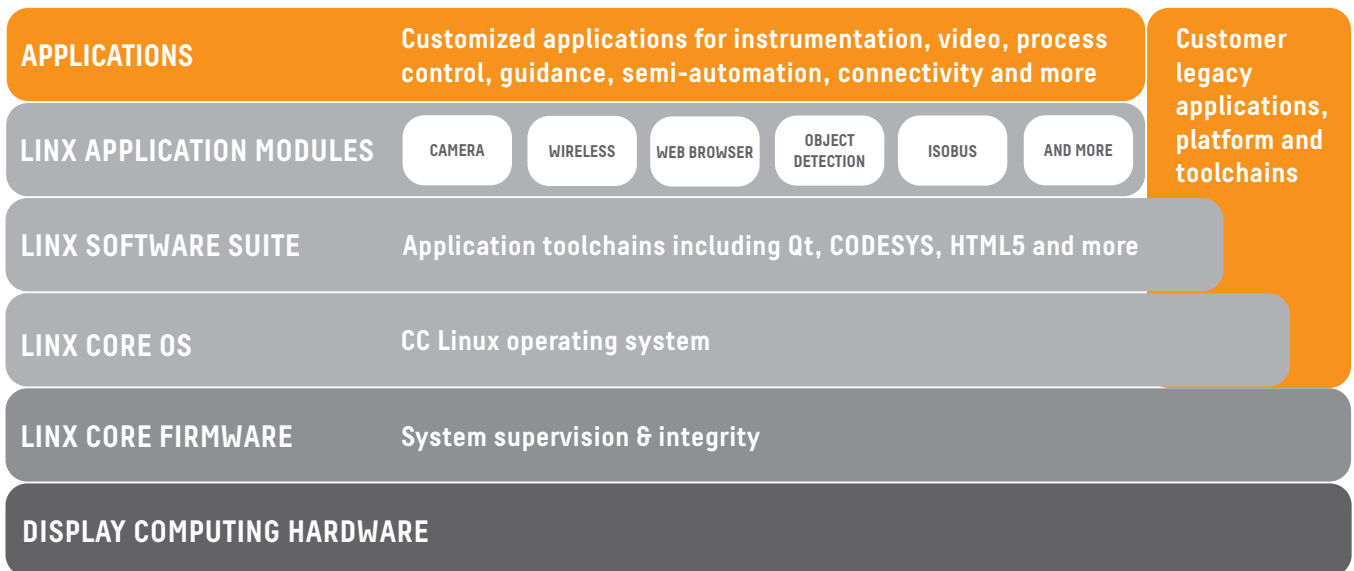 APPLICATIONS
Customized applications for instrumentation, video, process
control, guidance, semi-automation, connectivity and more
Customer
legacy
applications,
platform and
toolchains
LINX APPLICATION MODULES
CAMERA
WIRELESS
WEB BROWSER
OBJECT
DETECTION
ISOBUS
AND MORE
LINX SOFTWARE SUITE
Application toolchains including Qt, CODESYS, HTML5 and more
LINX CORE OS
CC Linux operating system
LINX CORE FIRMWARE
System supervision & integrity
DISPLAY COMPUTING HARDWARE